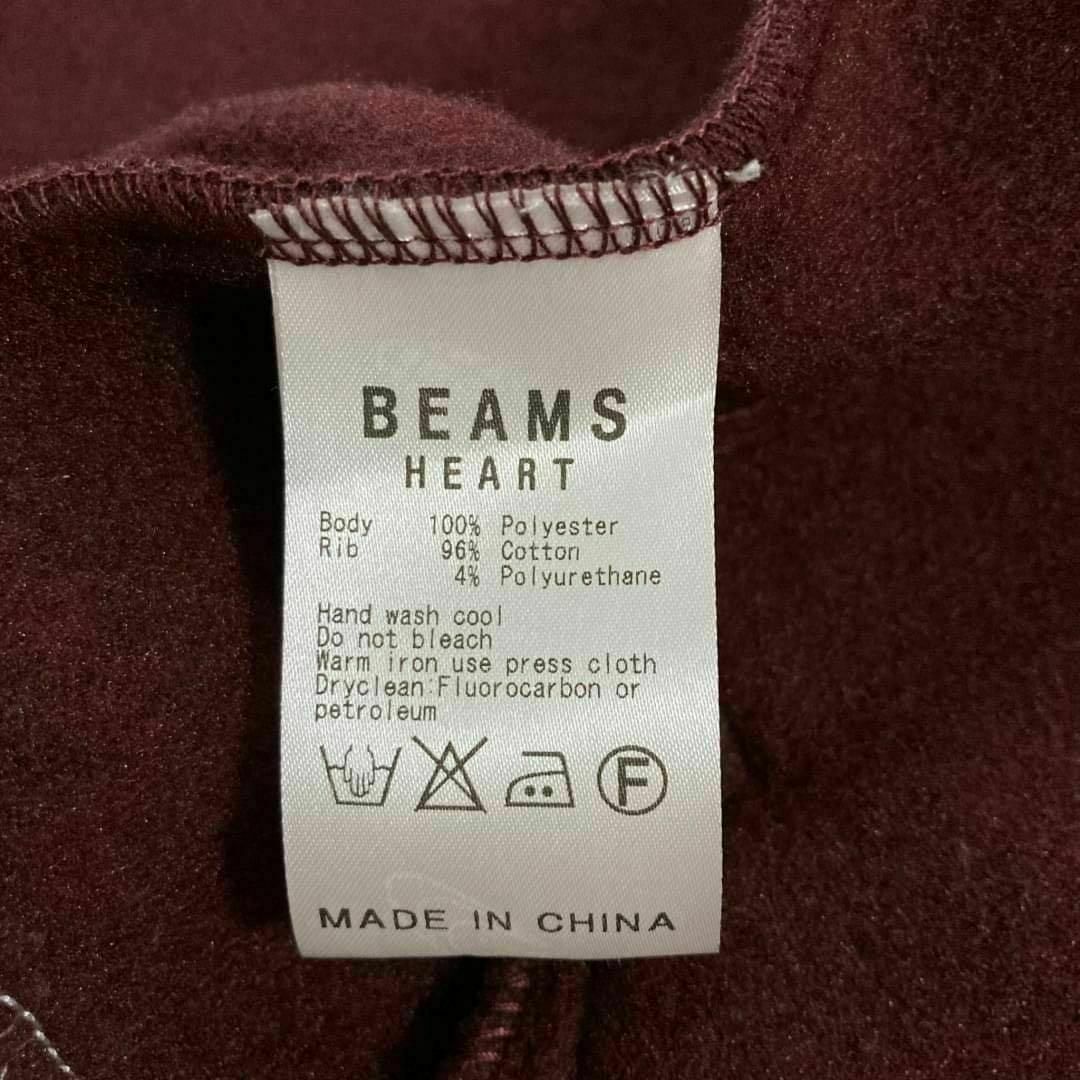 BEAMS
HEART
Body 100% Polyester
Rib 96% Cotton
4% Polyurethane
Hand wash cool
Do not bleach
Warm iron use press cloth
Dryclean:Fluorocarbon or
petroleum
F
MADE IN CHINA